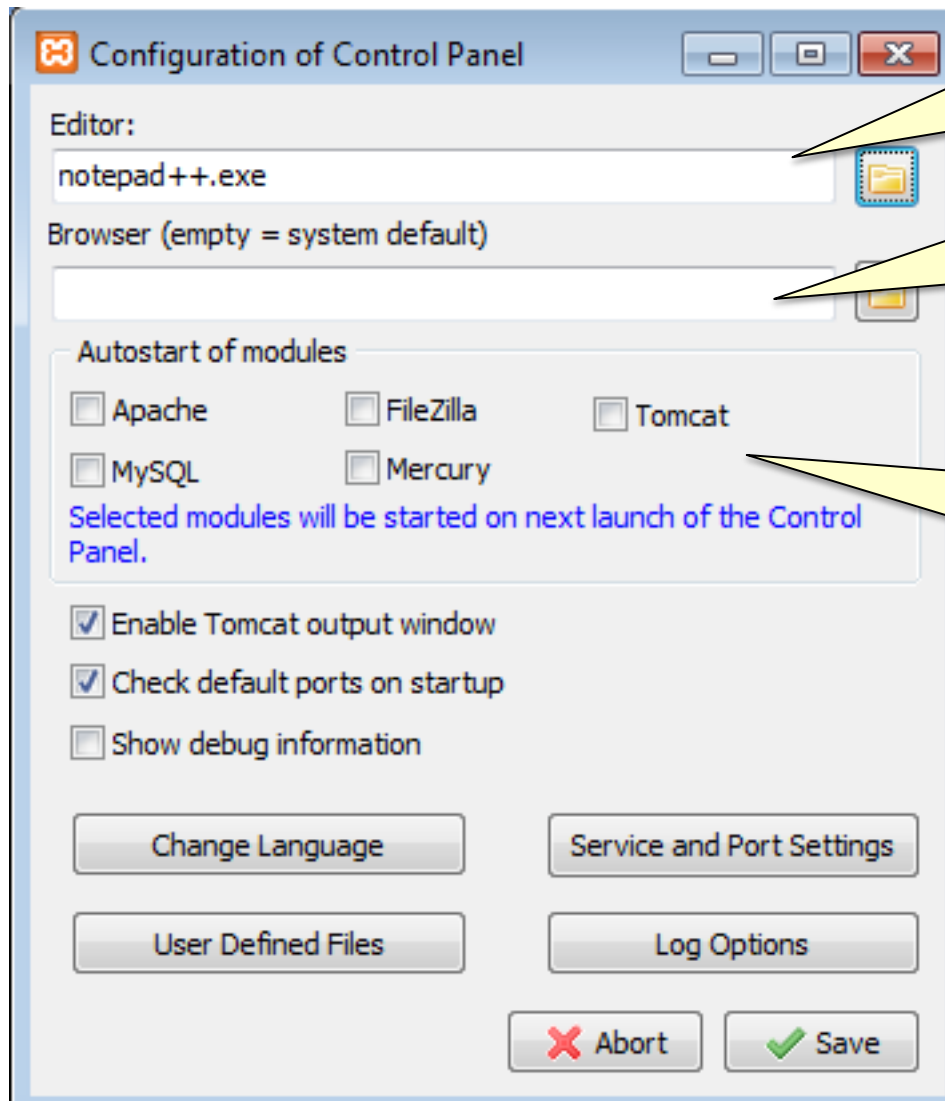 Configuration of Control Panel
Editor:
notepad++.exe
Browser (empty = system default)
Autostart of modules
Apache FileZilla Tomcat
MySQL Mercury
Selected modules will be started on next launch of the Control
Panel.
Enable Tomcat output window
Check default ports on startup
Show debug information
Change Language Service and Port Settings
User Defined Files Log Options
Abort Save